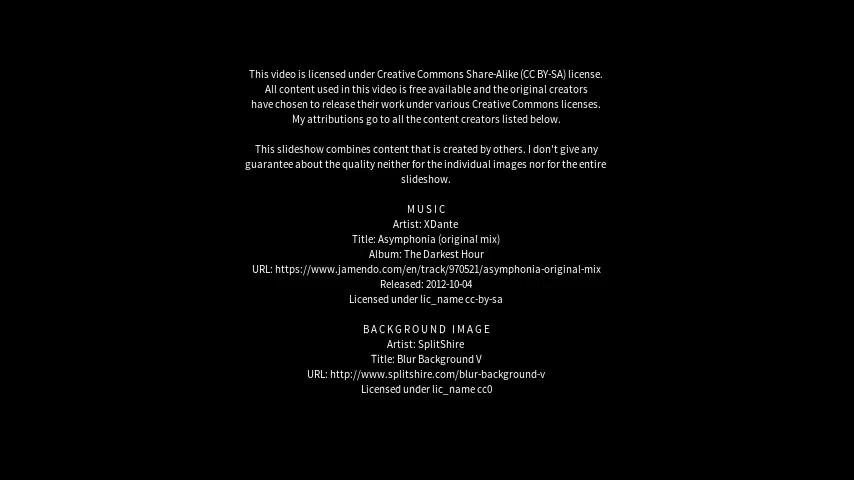 This video is licensed under Creative Commons Share-Alike (CC BY-SA) license.
All content used in this video is free available and the original creators
have chosen to release their work under various Creative Commons licenses.
My attributions go to all the content creators listed below.
This slideshow combines content that is created by others. I don't give any
guarantee about the quality neither for the individual images nor for the entire
slideshow.
MUSIC
Artist: XDante
Title: Asymphonia (original mix)
Album: The Darkest Hour
URL: https://www.jamendo.com/en/track/970521/asymphonia-original-mix
Released: 2012-10-04
Licensed under lic_name cc-by-sa
BACKGROUND IMAGE
Artist: SplitShire
Title: Blur Background V
URL: http://www.splitshire.com/blur-background-v
Licensed under lic_name cc0